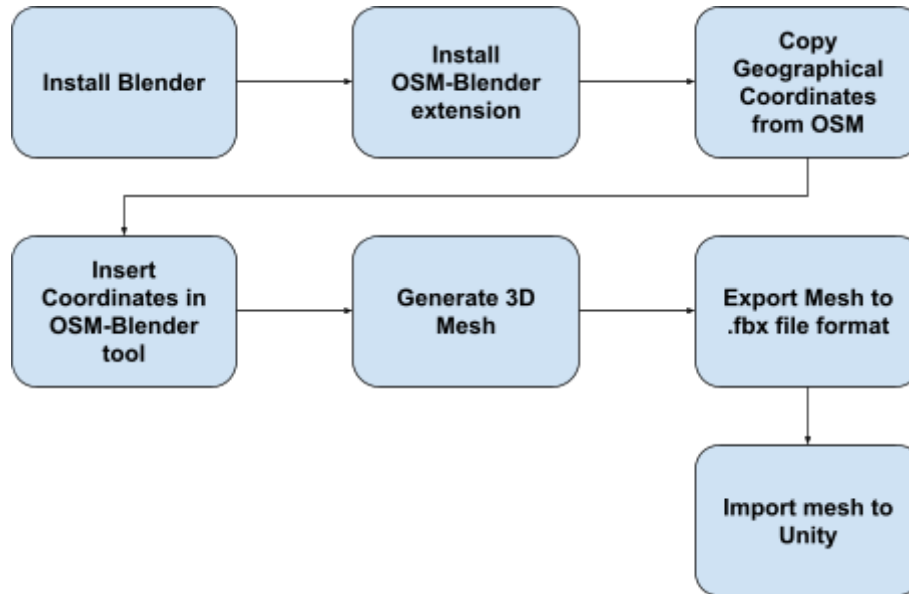 Install Blender
Install
OSM-Blender
extension
Copy
Geographical
Coordinates
from OSM
Insert
Coordinates in
OSM-Blender
tool
Generate 3D
Mesh
Export Mesh to
.fbx file format
Import mesh to
Unity